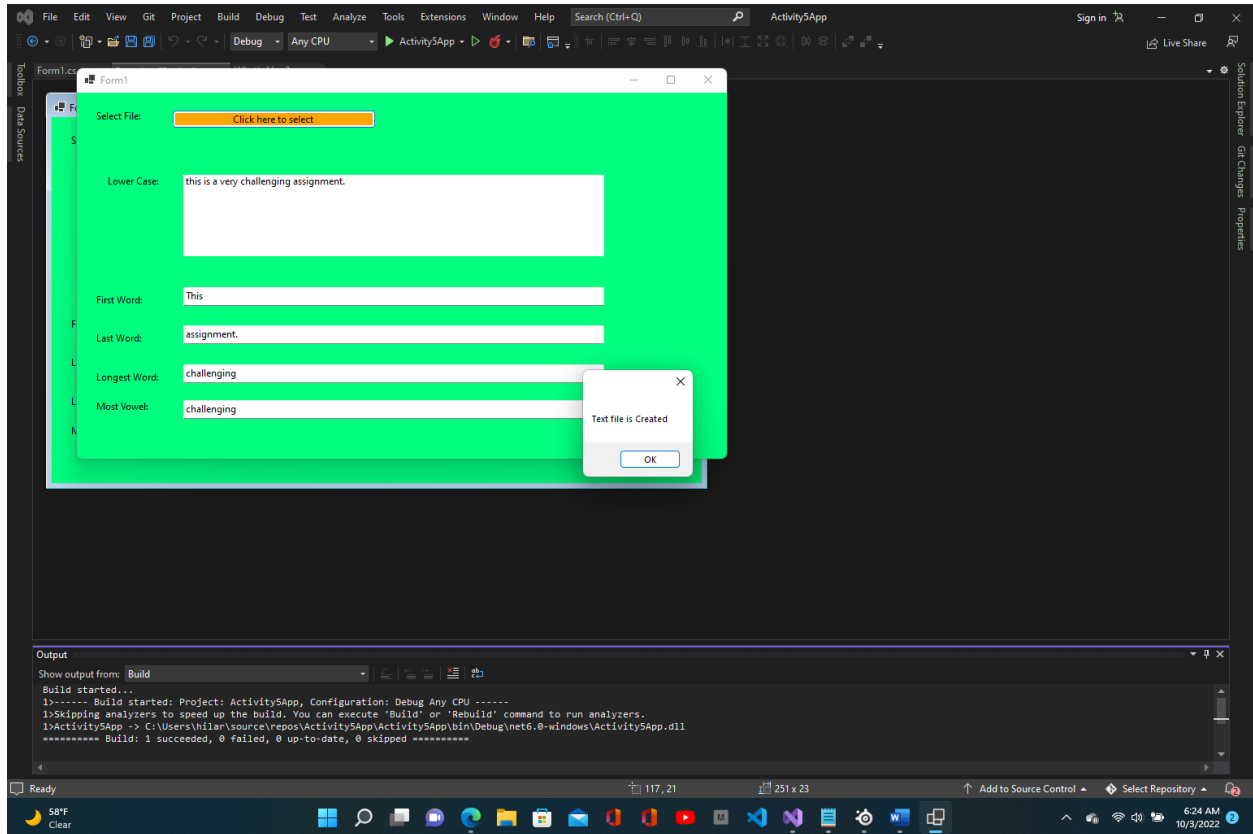 File Edit View Git Project Build Debug Test Analyze Tools Extensions Window Help Search (Ctrl+Q) Activity5App Sign in
Debug Any CPU Activity5App Live Share
Form1.cs
Toolbox
Data Sources
Solution Explorer
Git Changes
Properties
Form1
Select File: Click here to select
Lower Case: this is a very challenging assignment.
First Word: This
Last Word: assignment.
Longest Word: challenging
Most Vowel: challenging
Text file is Created
OK
Output
Show output from: Build
Build started...
1>------ Build started: Project: Activity5App, Configuration: Debug Any CPU ------
1>Skipping analyzers to speed up the build. You can execute 'Build' or 'Rebuild' command to run analyzers.
1>Activity5App -> C:\Users\hilar\source\repos\Activity5App\Activity5App\bin\Debug\net6.0-windows\Activity5App.dll
========== Build: 1 succeeded, 0 failed, 0 up-to-date, 0 skipped ==========
Ready 117, 21 251 x 23 Add to Source Control Select Repository 2
58°F
Clear
6:24 AM
10/3/2022
2